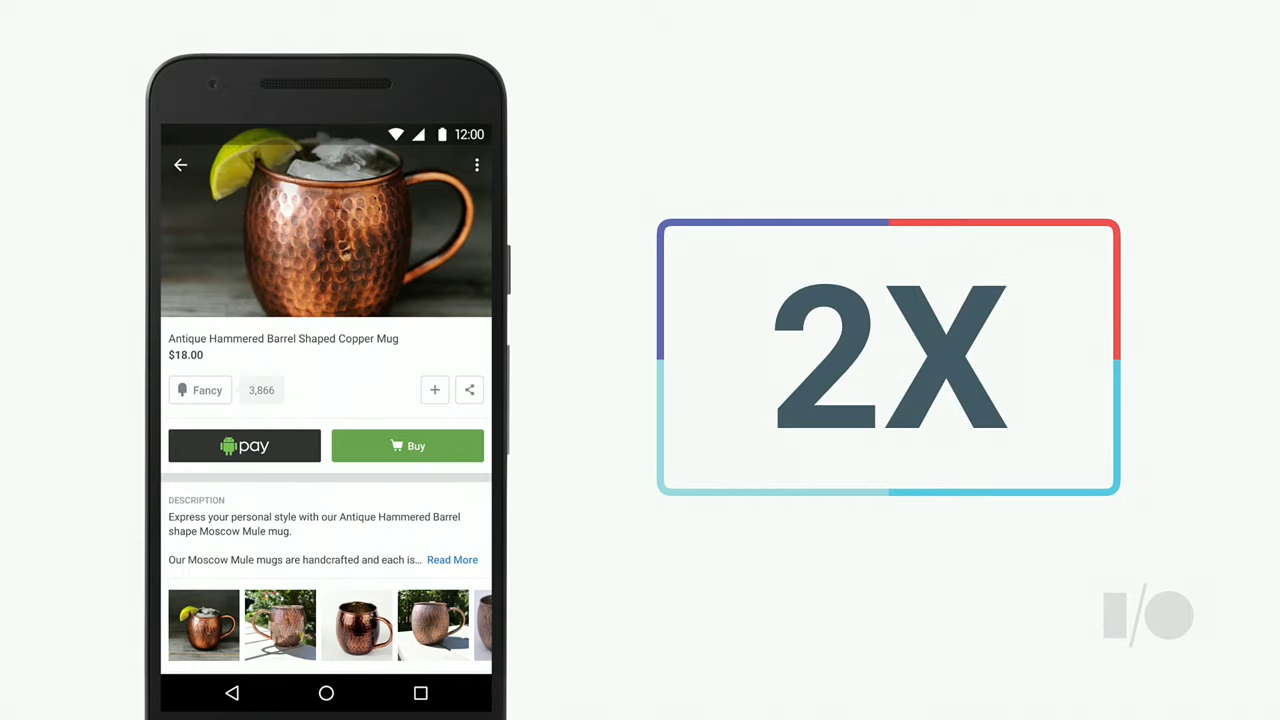 12:00
Antique Hammered Barrel Shaped Copper Mug
$18.00
Fancy 3,866
pay Buy
DESCRIPTION
Express your personal style with our Antique Hammered Barrel
shape Moscow Mule mug.
Our Moscow Mule mugs are handcrafted and each is... Read More
2X
I/O